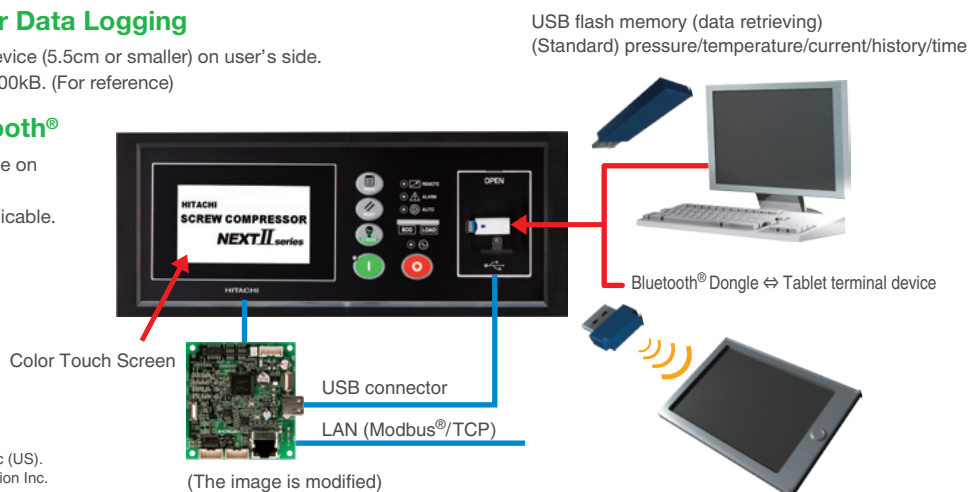 r Data Logging
evice (5.5cm or smaller) on user's side.
00kB. (For reference)
ooth®
e on
icable.
USB flash memory (data retrieving)
(Standard) pressure/temperature/current/history/time
HITACHI
SCREW COMPRESSOR
NEXTII series
REMOTE
ALARM
AUTO
ECO LOAD
OPEN
HITACHI
Bluetooth® Dongle ⇔ Tablet terminal device
Color Touch Screen
USB connector
LAN (Modbus®/TCP)
(The image is modified)
c (US).
ion Inc.